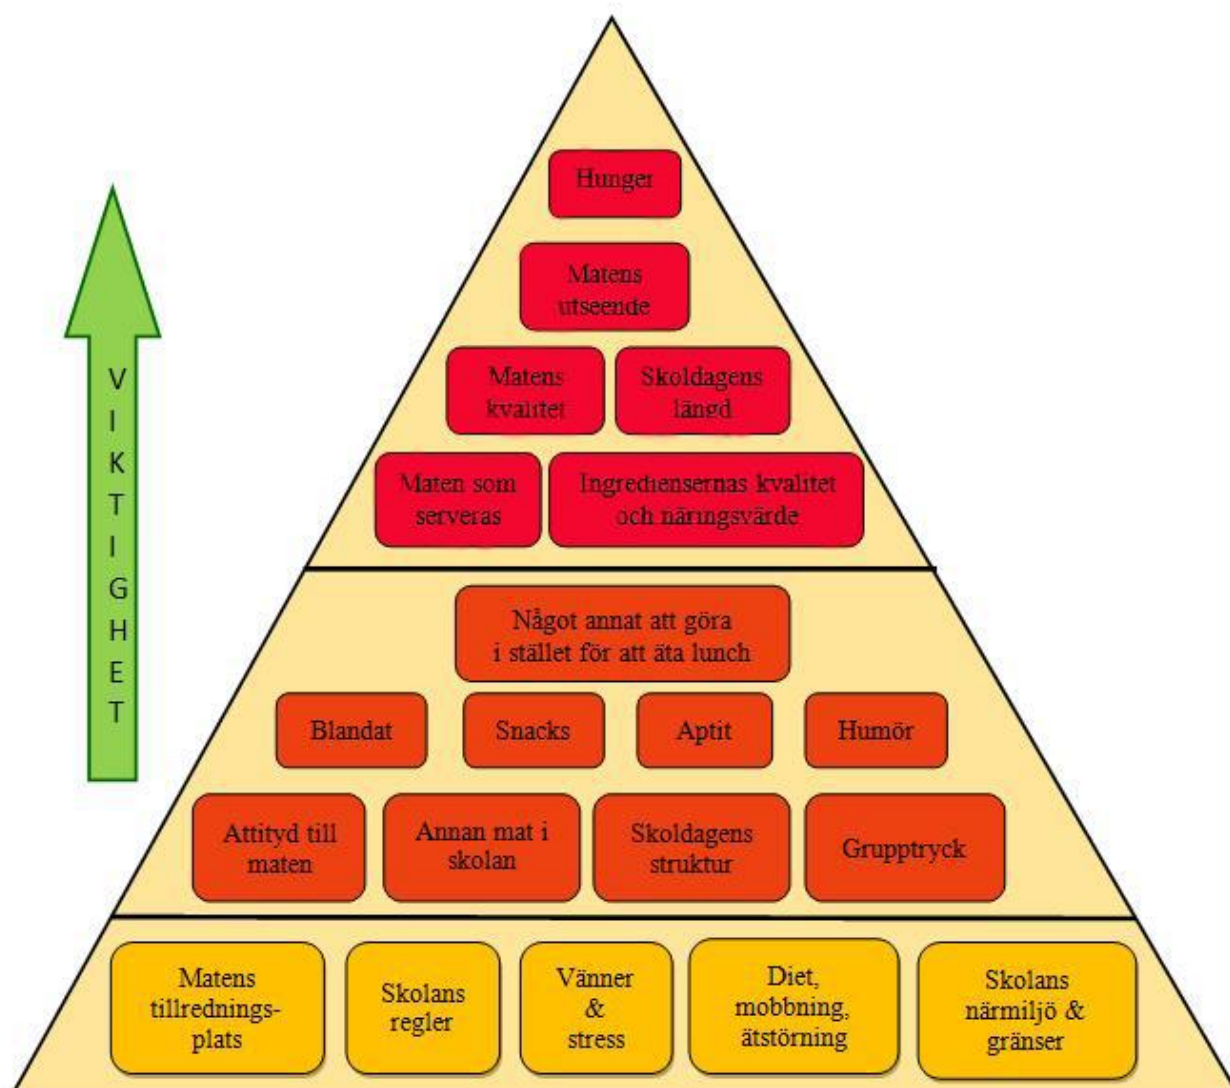 Hunger
Matens
utseende
Matens
kvalitet
Skoldagens
längd
Maten som
serveras
Ingrediensernas kvalitet
och näringsvärde
VIKTIGHET
Något annat att göra
i stället för att äta lunch
Blandat
Snacks
Aptit
Humör
Attityd till
maten
Annan mat i
skolan
Skoldagens
struktur
Grupptryck
Matens
tillrednings-
plats
Skolans
regler
Vänner
&
stress
Diet,
mobbning,
ätstörning
Skolans
närmiljö &
gränser